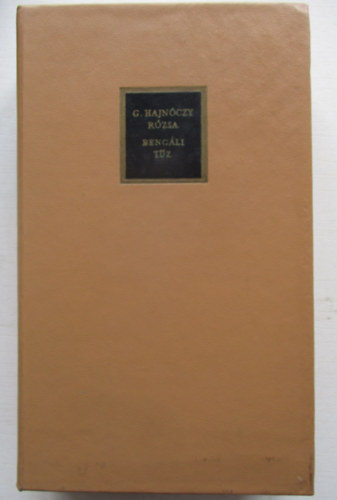 G. HAJNÓCZY
RÓZSA
BENGÁLI
TŰZ